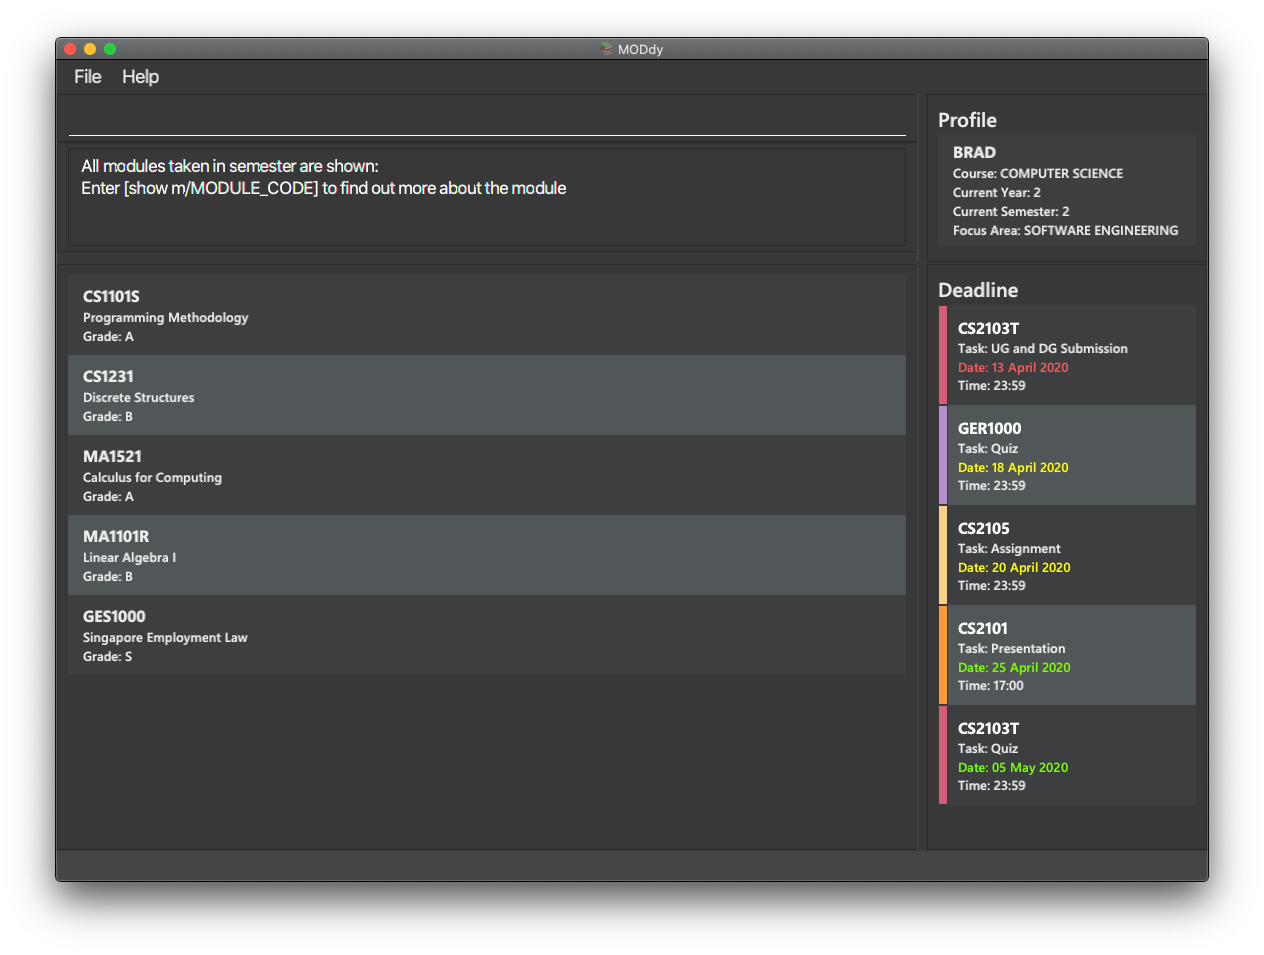 MODdy
File Help
All modules taken in semester are shown:
Enter [show m/MODULE_CODE] to find out more about the module
CS1101S
Programming Methodology
Grade: A
CS1231
Discrete Structures
Grade: B
MA1521
Calculus for Computing
Grade: A
MA1101R
Linear Algebra I
Grade: B
GES1000
Singapore Employment Law
Grade: S
Profile
BRAD
Course: COMPUTER SCIENCE
Current Year: 2
Current Semester: 2
Focus Area: SOFTWARE ENGINEERING
Deadline
CS2103T
Task: UG and DG Submission
Date: 13 April 2020
Time: 23:59
GER1000
Task: Quiz
Date: 18 April 2020
Time: 23:59
CS2105
Task: Assignment
Date: 20 April 2020
Time: 23:59
CS2101
Task: Presentation
Date: 25 April 2020
Time: 17:00
CS2103T
Task: Quiz
Date: 05 May 2020
Time: 23:59